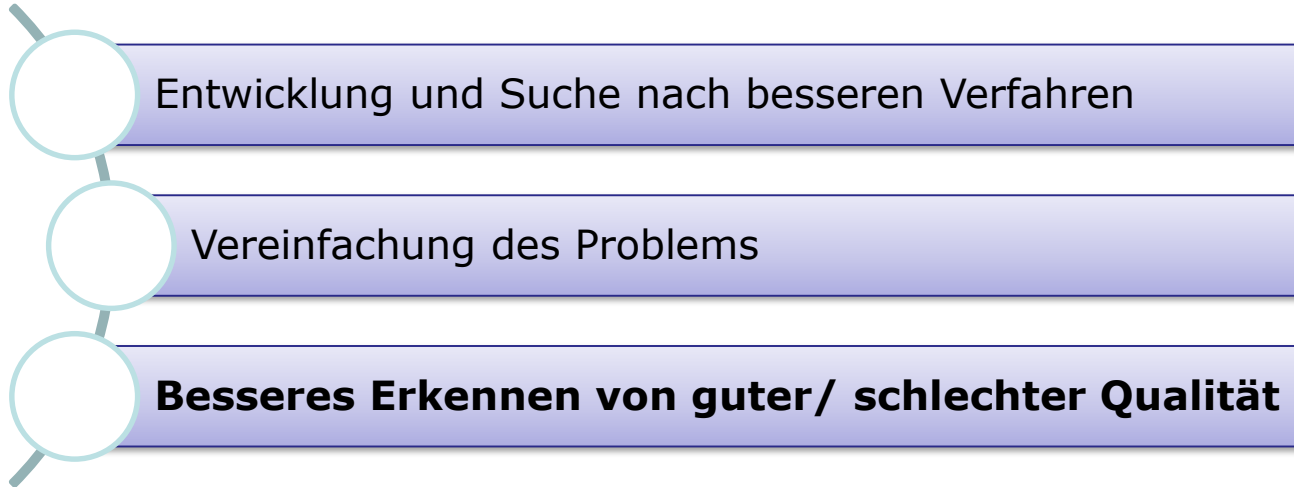 Entwicklung und Suche nach besseren Verfahren
Vereinfachung des Problems
Besseres Erkennen von guter/ schlechter Qualität